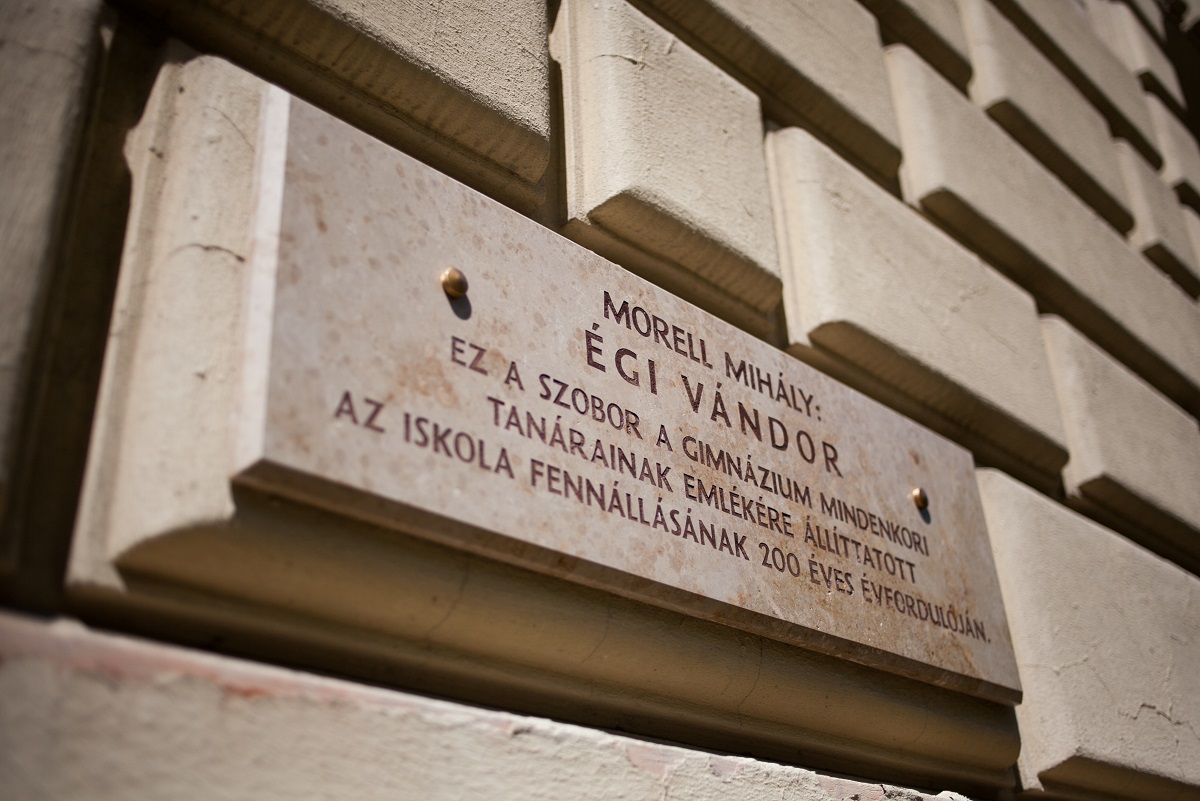 MORELL MIHÁLY:
ÉGI VÁNDOR
EZ A SZOBOR A GIMNÁZIUM MINDENKORI
TANÁRAINAK EMLÉKÉRE ÁLLÍTTATOTT
AZ ISKOLA FENNÁLLÁSÁNAK 200 ÉVES ÉVFORDULÓJÁN.